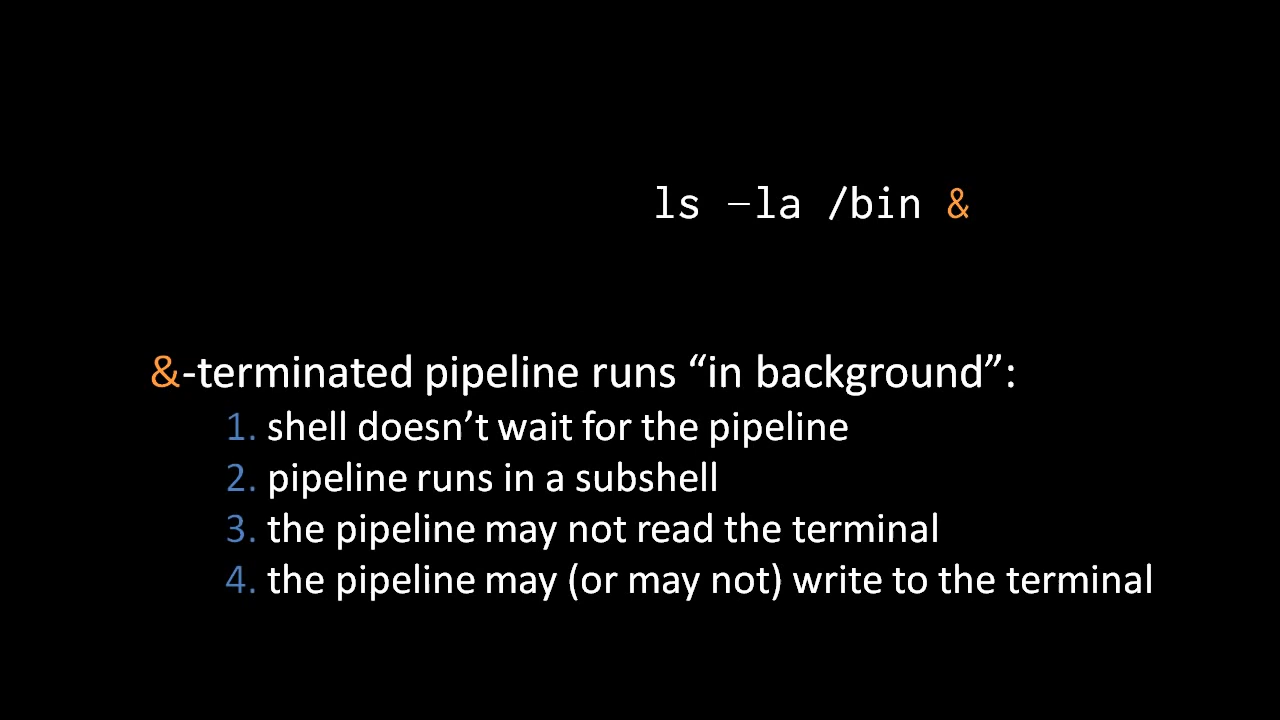 ls –la /bin &
&-terminated pipeline runs “in background”:
1. shell doesn’t wait for the pipeline
2. pipeline runs in a subshell
3. the pipeline may not read the terminal
4. the pipeline may (or may not) write to the terminal